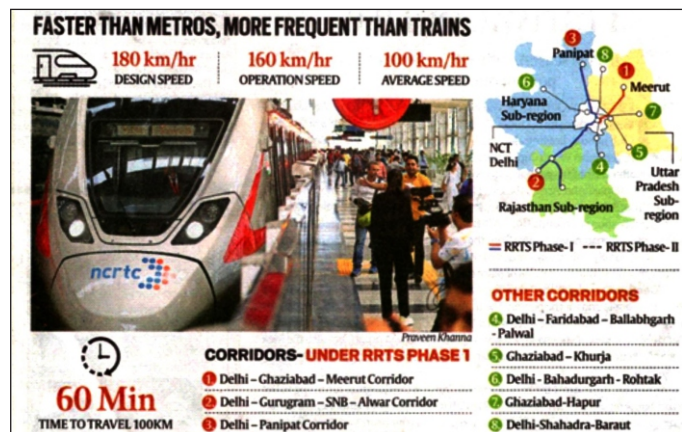 FASTER THAN METROS, MORE FREQUENT THAN TRAINS
180 km/hr
DESIGN SPEED
160 km/hr
OPERATION SPEED
100 km/hr
AVERAGE SPEED
ncrtc
Praveen Khanna
60 Min
TIME TO TRAVEL 100KM
CORRIDORS- UNDER RRTS PHASE 1
1 Delhi – Ghaziabad – Meerut Corridor
2 Delhi – Gurugram – SNB – Alwar Corridor
3 Delhi – Panipat Corridor
3
Panipat
8
1
Meerut
6
Haryana
Sub-region
7
NCT
Delhi
4
5
2
Uttar
Pradesh
Sub-
region
Rajasthan Sub-region
RRTS Phase- I
RRTS Phase- II
OTHER CORRIDORS
4 Delhi – Faridabad – Ballabhgarh
- Palwal
5 Ghaziabad – Khurja
6 Delhi - Bahadurgarh - Rohtak
7 Ghaziabad-Hapur
8 Delhi-Shahadra-Baraut